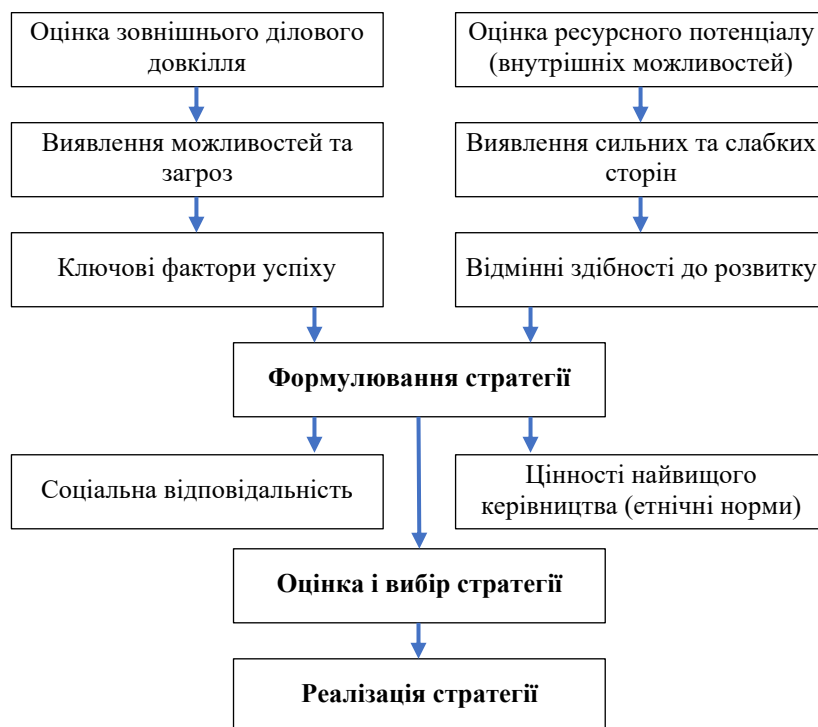 Оцінка зовнішнього ділового
довкілля
Оцінка ресурсного потенціалу
(внутрішніх можливостей)
Виявлення можливостей та
загроз
Виявлення сильних та слабких
сторін
Ключові фактори успіху
Відмінні здібності до розвитку
Формулювання стратегії
Соціальна відповідальність
Цінності найвищого
керівництва (етнічні норми)
Оцінка і вибір стратегії
Реалізація стратегії